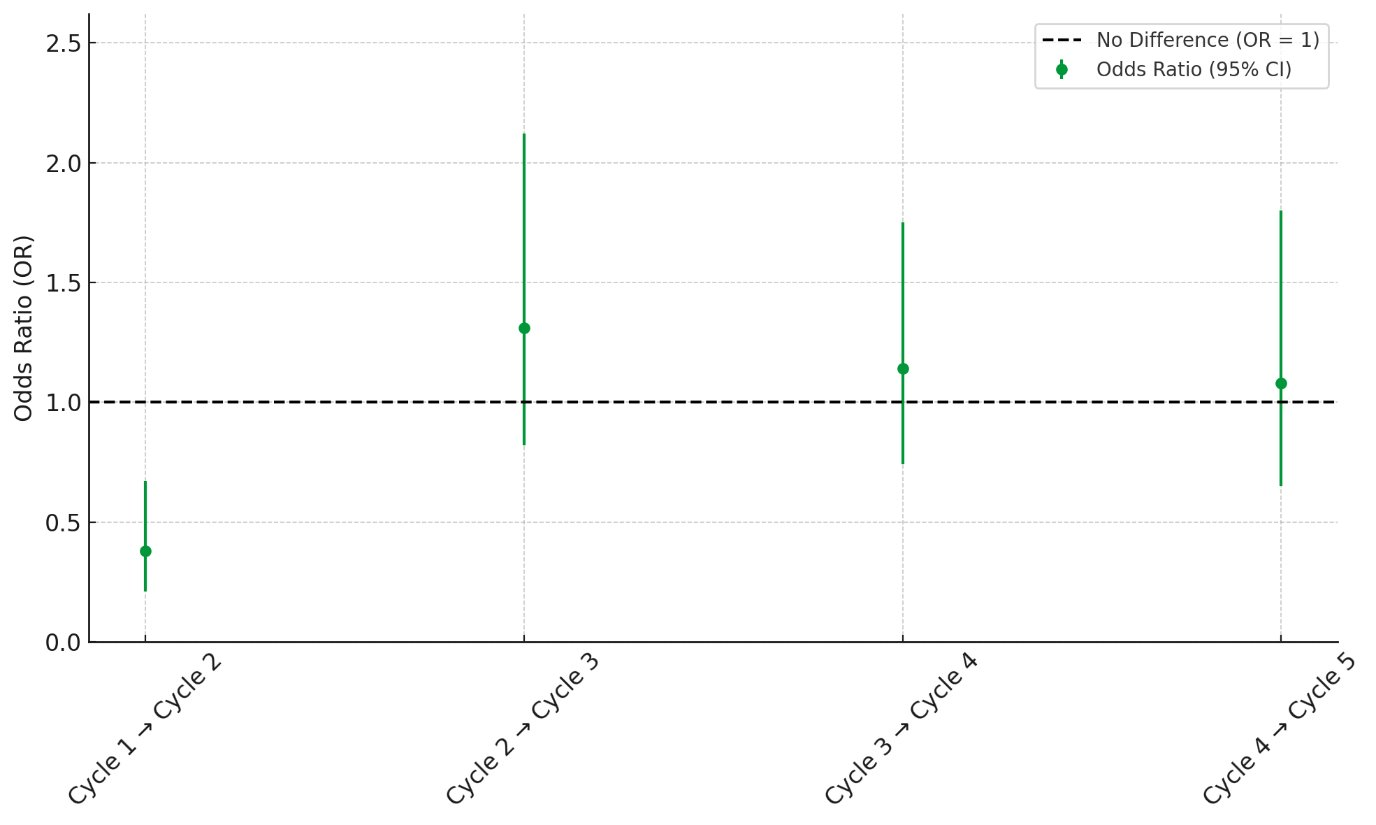 No Difference (OR = 1)
Odds Ratio (95% CI)
Odds Ratio (OR)
2.5
2.0
1.5
1.0
0.5
0.0
Cycle 1 → Cycle 2
Cycle 2 → Cycle 3
Cycle 3 → Cycle 4
Cycle 4 → Cycle 5